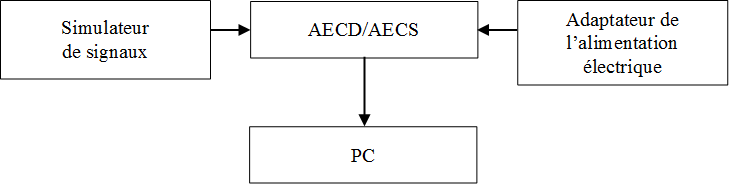 Simulateur
de signaux
AECD/AECS
Adaptateur de
l’alimentation
électrique
PC